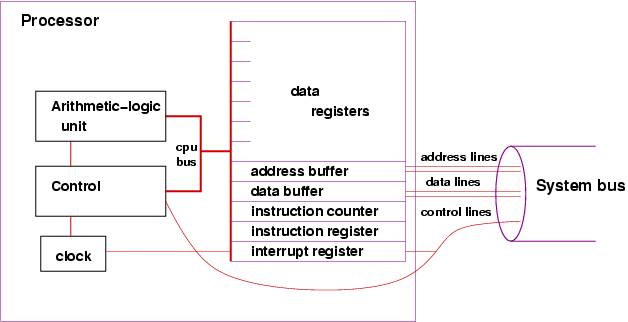 Processor
Arithmetic-logic
unit
cpu
bus
Control
clock
data
registers
address buffer
data buffer
instruction counter
instruction register
interrupt register
address lines
data lines
control lines
System bus